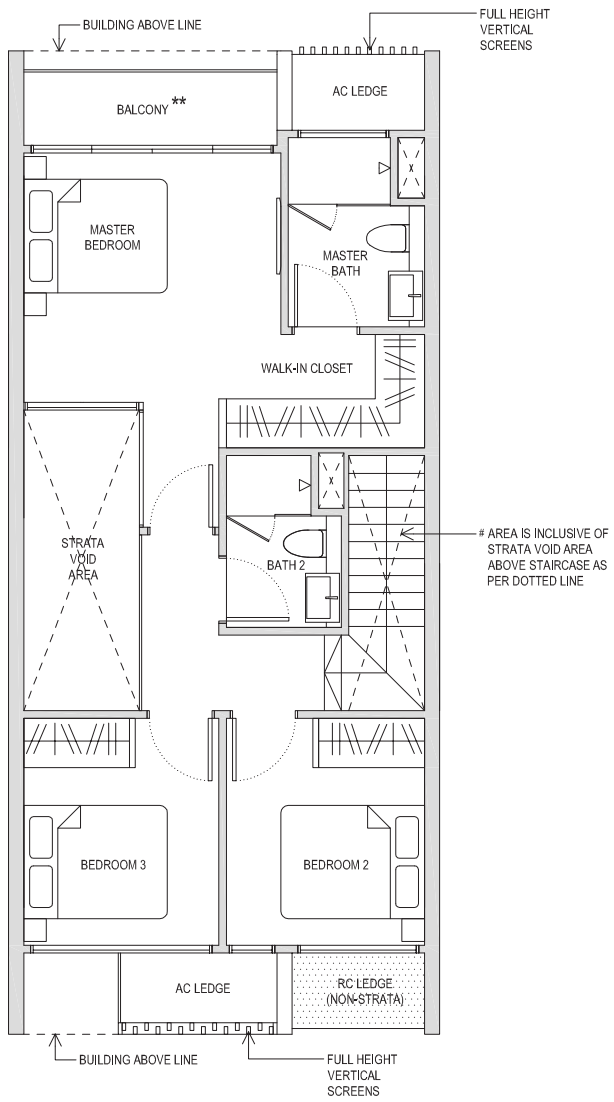 BUILDING ABOVE LINE
FULL HEIGHT
VERTICAL
SCREENS
AC LEDGE
BALCONY **
MASTER
BEDROOM
MASTER
BATH
WALK-IN CLOSET
STRATA
VOID
AREA
BATH 2
# AREA IS INCLUSIVE OF
STRATA VOID AREA
ABOVE STAIRCASE AS
PER DOTTED LINE
BEDROOM 3
BEDROOM 2
AC LEDGE
RC LEDGE
(NON-STRATA)
BUILDING ABOVE LINE
FULL HEIGHT
VERTICAL
SCREENS